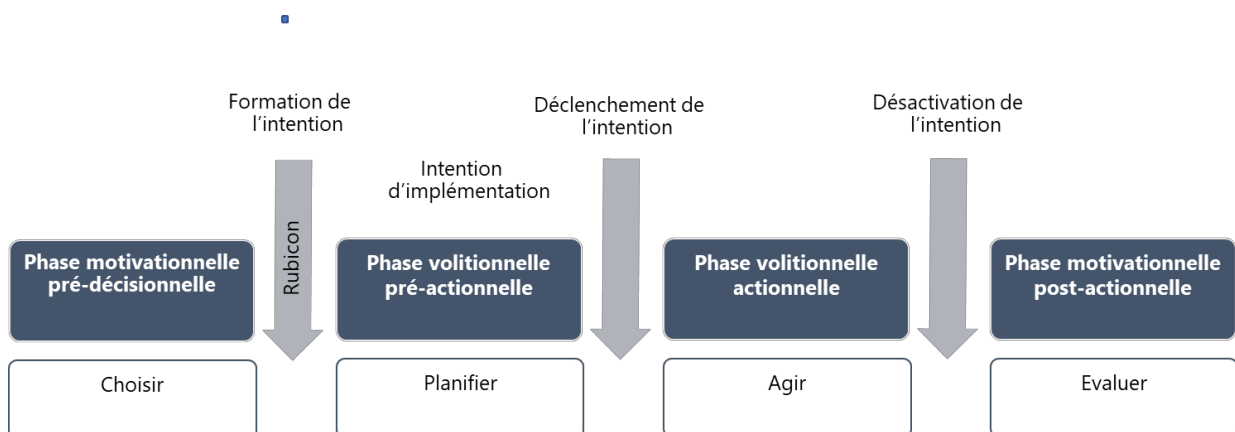 Formation de
l'intention
Déclenchement de
l'intention
Désactivation de
l'intention
Intention
d'implémentation
Rubicon
Phase motivationnelle
pré-décisionnelle
Phase volitionnelle
pré-actionnelle
Phase volitionnelle
actionnelle
Phase motivationnelle
post-actionnelle
Choisir
Planifier
Agir
Evaluer